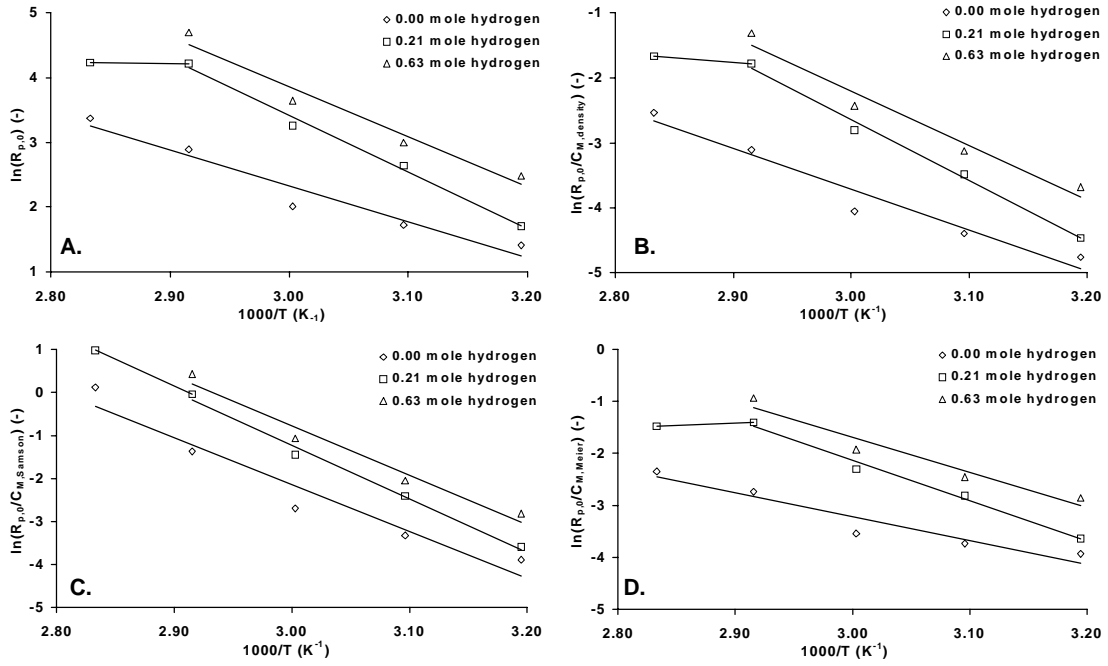 5
4
3
2
1
ln(R_p,0) (-)
◇ 0.00 mole hydrogen
□ 0.21 mole hydrogen
△ 0.63 mole hydrogen
A.
2.80 2.90 3.00 3.10 3.20
1000/T (K_-1)
0
-1
-2
-3
-4
-5
ln(R_p,0/C_M,density) (-)
◇ 0.00 mole hydrogen
□ 0.21 mole hydrogen
△ 0.63 mole hydrogen
B.
2.80 2.90 3.00 3.10 3.20
1000/T (K^-1)
1
0
-1
-2
-3
-4
-5
ln(R_p,0/C_M,Samson) (-)
◇ 0.00 mole hydrogen
□ 0.21 mole hydrogen
△ 0.63 mole hydrogen
C.
2.80 2.90 3.00 3.10 3.20
1000/T (K^-1)
0
-1
-2
-3
-4
-5
ln(R_p,0/C_M,Meier) (-)
◇ 0.00 mole hydrogen
□ 0.21 mole hydrogen
△ 0.63 mole hydrogen
D.
2.80 2.90 3.00 3.10 3.20
1000/T (K^-1)